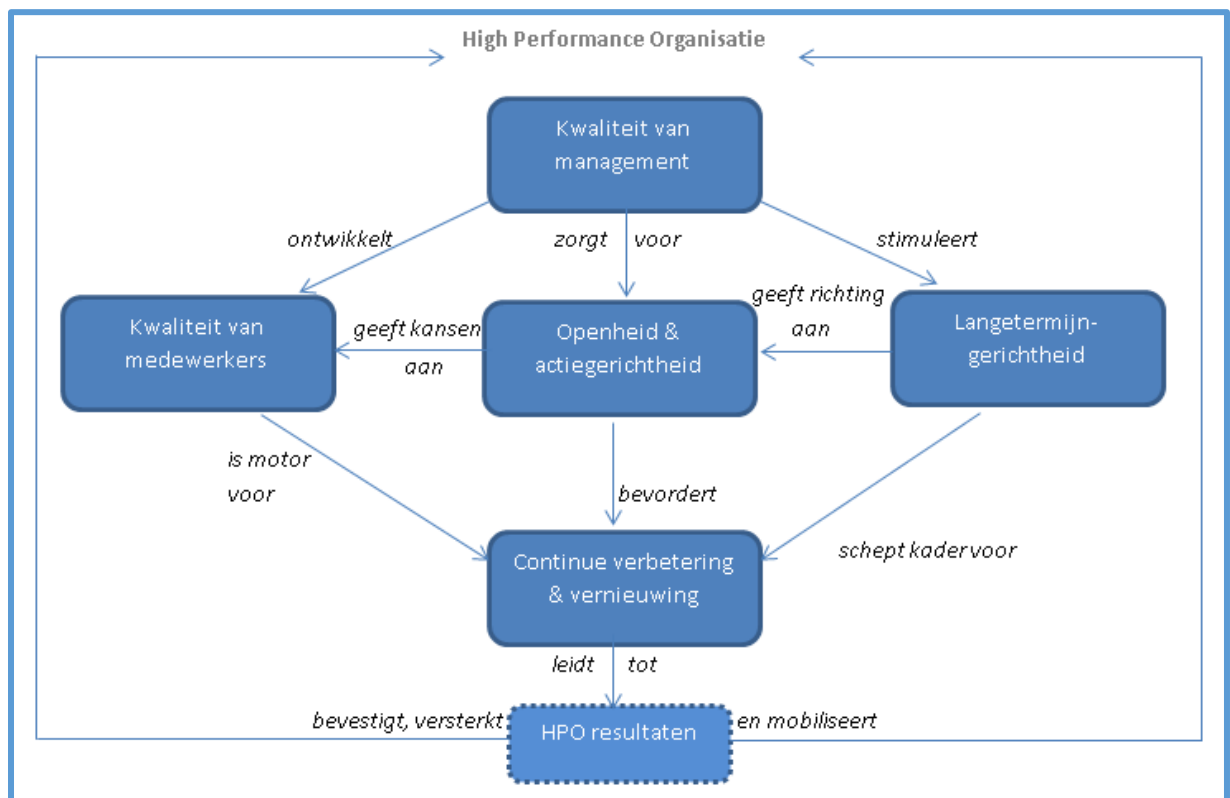 High Performance Organisatie
Kwaliteit van
management
ontwikkelt
zorgt voor
stimuleert
Kwaliteit van
medewerkers
geeft kansen
aan
Openheid &
actiegerichtheid
geeft richting
aan
Langetermijn-
gerichtheid
is motor
voor
bevordert
schept kader voor
Continue verbetering
& vernieuwing
leidt tot
bevestigt, versterkt
HPO resultaten
en mobiliseert